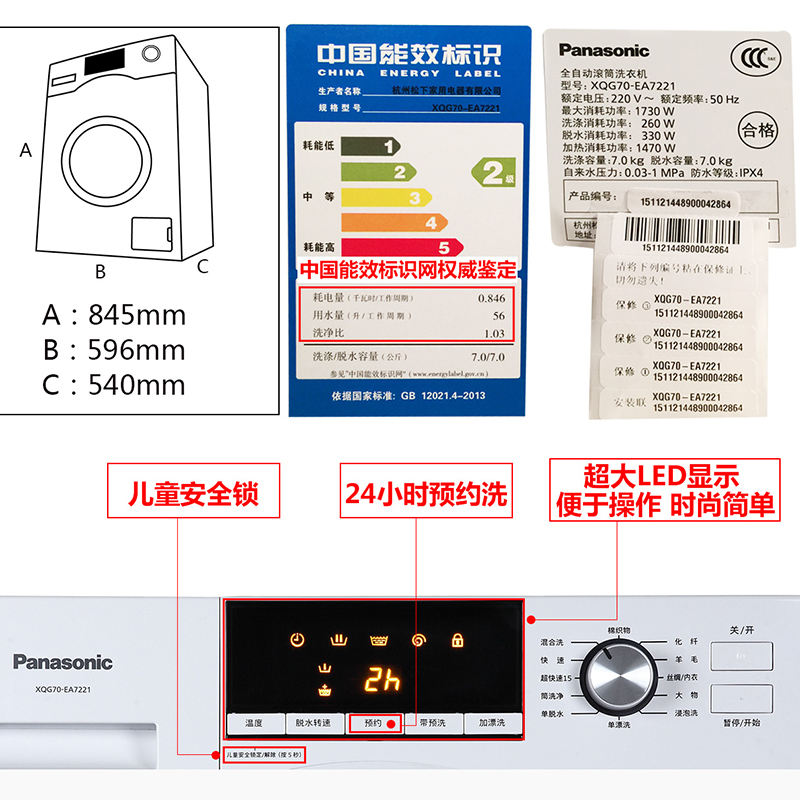 A
B
C
A：845mm
B：596mm
C：540mm
中国能效标识
CHINA ENERGY LABEL
生产者名称 杭州松下家用电器有限公司
规格型号 XQG70-EA7221
耗能低
1
2
中 等
3
4
耗能高
5
2级
中国能效标识网权威鉴定
耗电量（千瓦时/工作周期） 0.846
用水量（升/工作周期） 56
洗净比 1.03
洗涤/脱水容量（公斤） 7.0/7.0
参见“中国能效标识网”（www.energylabel.gov.cn）
依据国家标准：GB 12021.4-2013
Panasonic
CCC
全自动滚筒洗衣机
型号：XQG70-EA7221
额定电压：220 V～ 额定频率：50 Hz
最大消耗功率：1730 W
洗涤消耗功率：260 W
脱水消耗功率：330 W
加热消耗功率：1470 W
洗涤容量：7.0 kg 脱水容量：7.0 kg
自来水压力：0.03-1 MPa 防水等级：IPX4
合格
产品编号：
151121448900042864
杭州松
地址
151121448900042864
请将下列编号粘在保修证上，
切勿遗失！
保修③ XQG70-EA7221
151121448900042864
保修② XQG70-EA7221
151121448900042864
保修① XQG70-EA7221
151121448900042864
安装联 XQG70-EA7221
151121448900042864
儿童安全锁
24小时预约洗
超大LED显示
便于操作 时尚简单
Panasonic
XQG70-EA7221
2h
温度
脱水转速
预约
带预洗
加漂洗
儿童安全锁定/解除（按5秒）
棉织物
混合洗
快 速
超快速15
筒洗净
单脱水
单漂洗
化 纤
羊 毛
丝绸/内衣
大 物
浸泡洗
关/开
暂停/开始